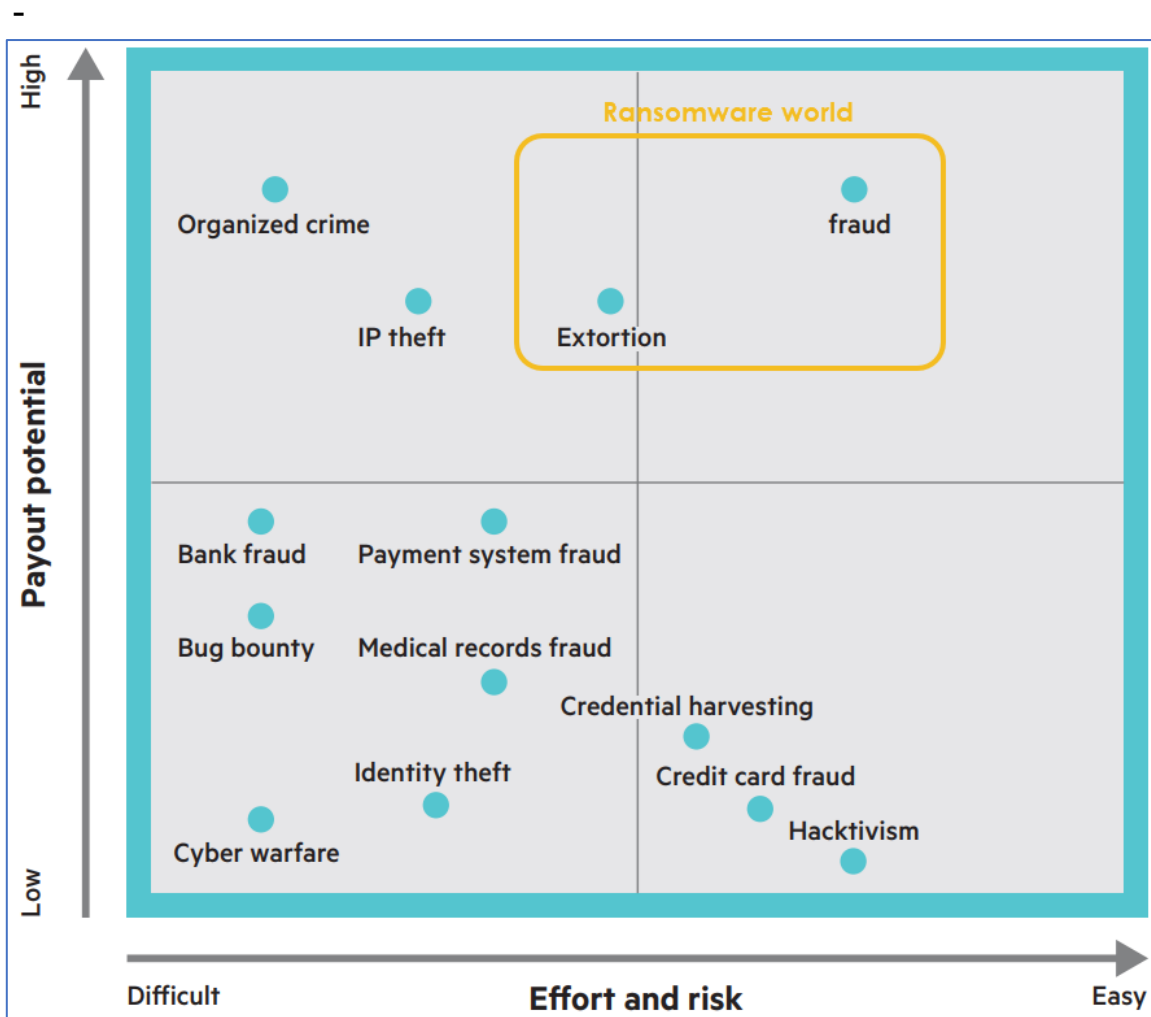 -
High
Ransomware world
Organized crime
fraud
IP theft
Extortion
Payout potential
Bank fraud
Payment system fraud
Bug bounty
Medical records fraud
Credential harvesting
Identity theft
Credit card fraud
Hacktivism
Cyber warfare
Low
Difficult
Effort and risk
Easy